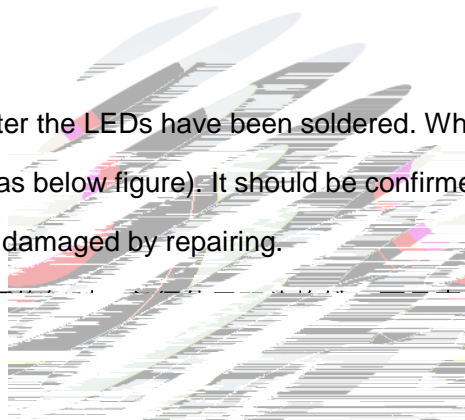 ter the LEDs have been soldered. Wh
as below figure). It should be confirme
damaged by repairing.